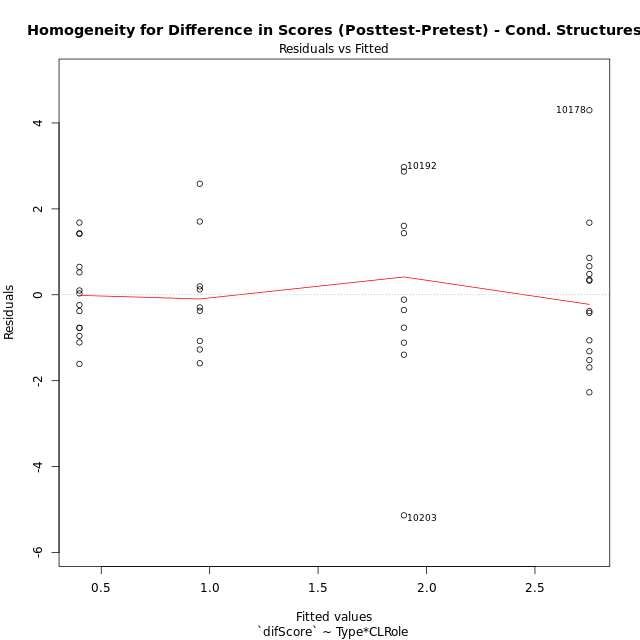 Homogeneity for Difference in Scores (Posttest-Pretest) - Cond. Structures
Residuals vs Fitted
10178
10192
10203
4
2
0
-2
-4
-6
Residuals
0.5 1.0 1.5 2.0 2.5
Fitted values
`difScore` ~ Type*CLRole